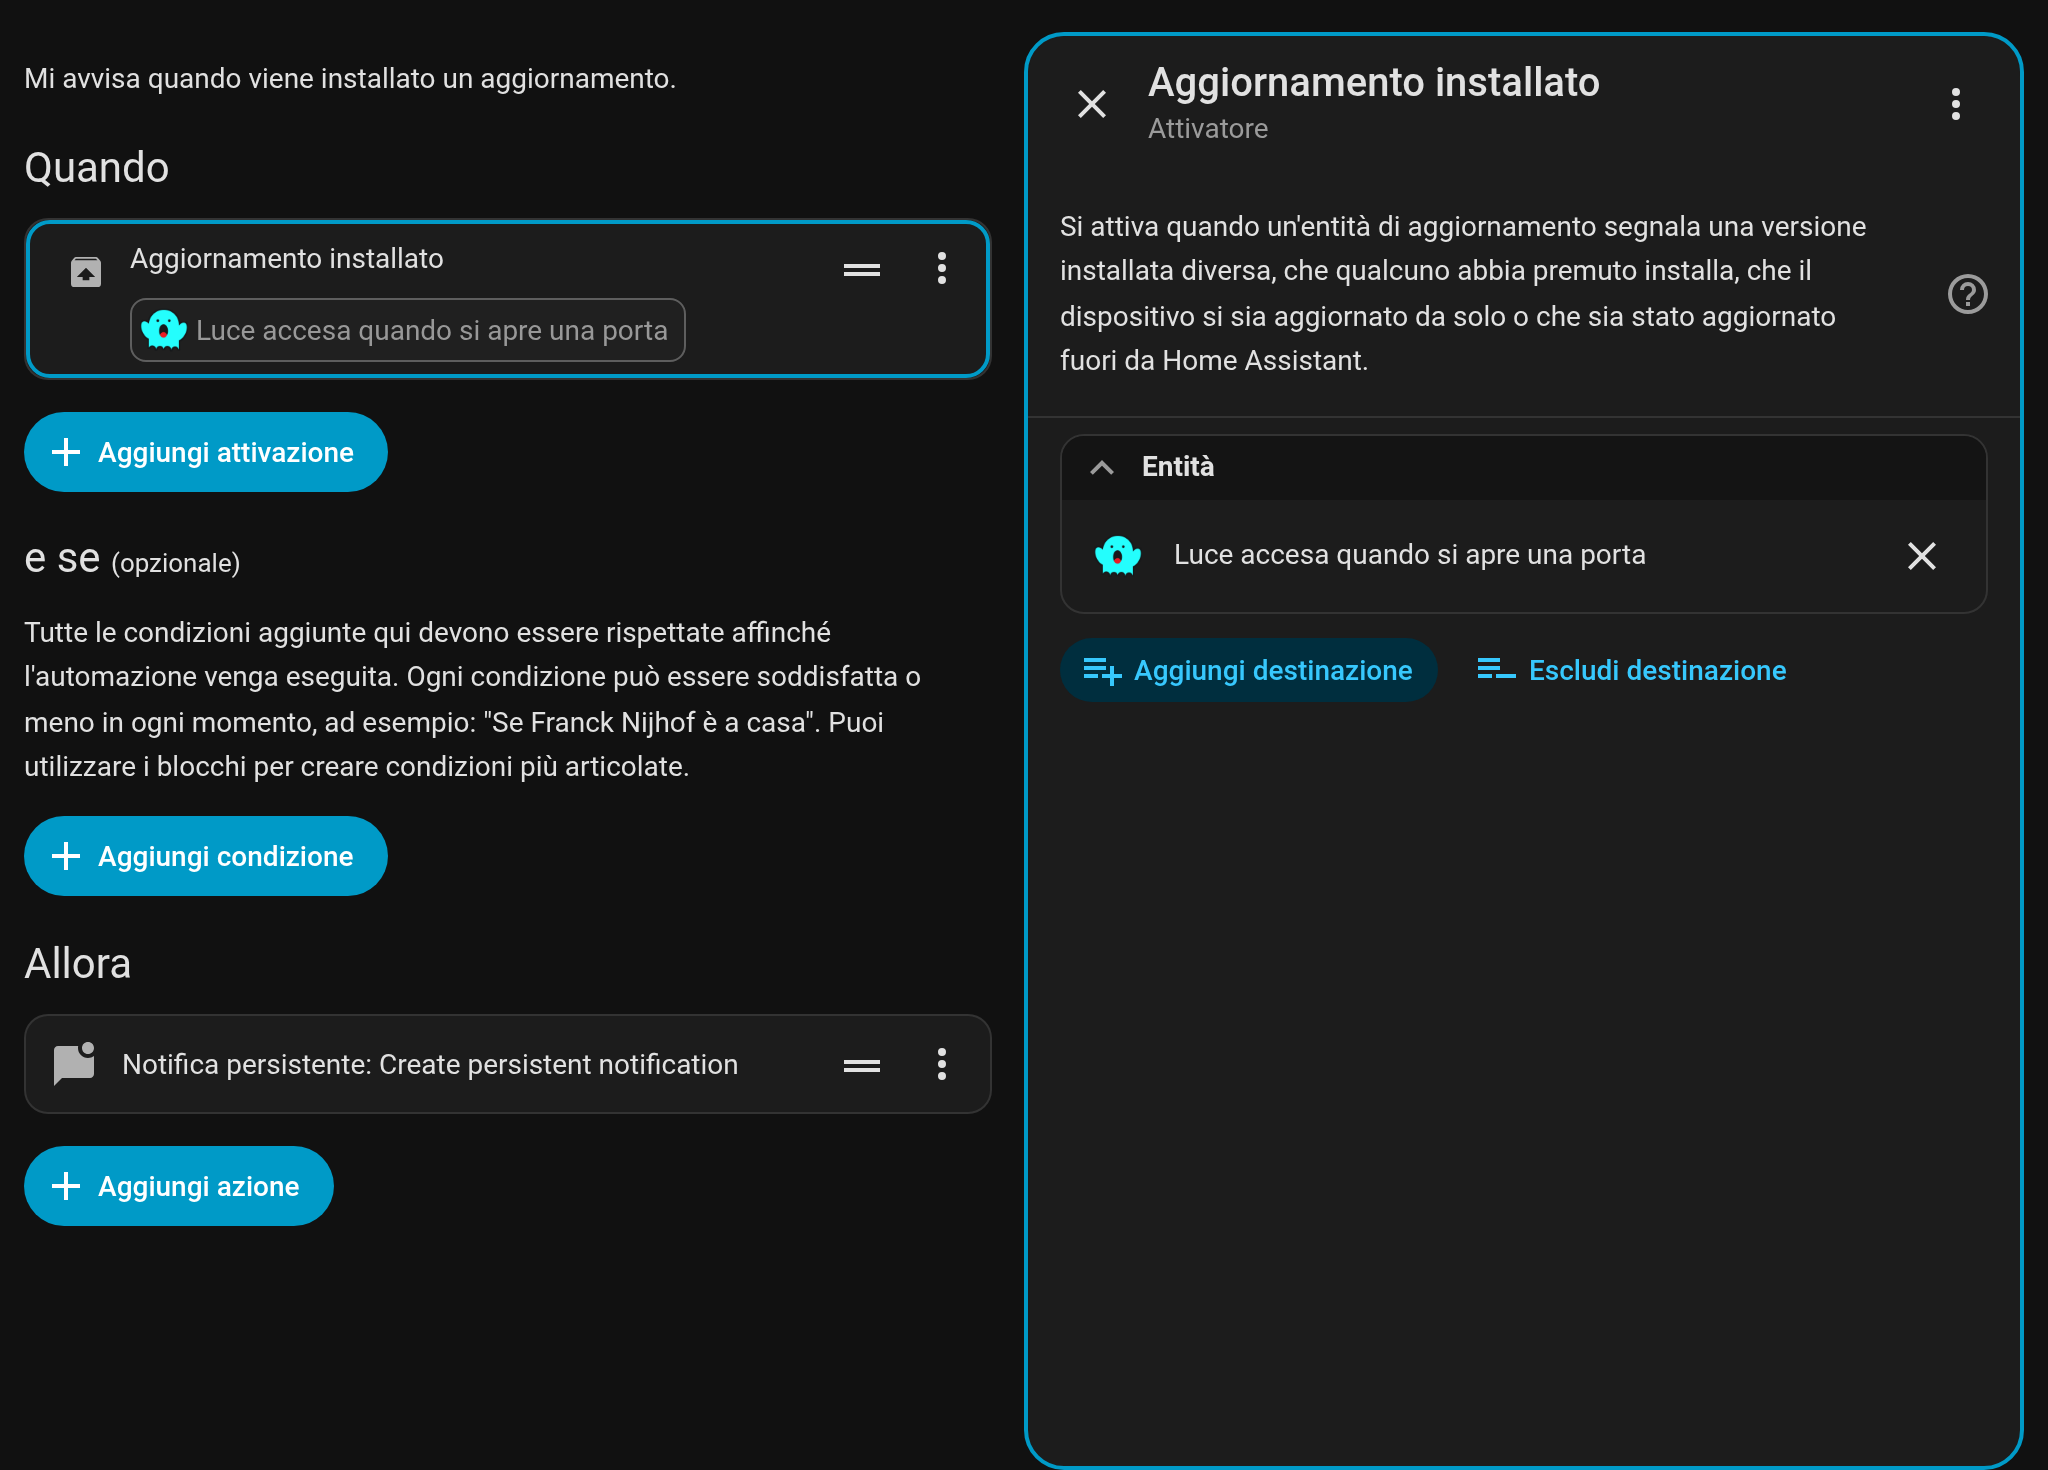 Mi avvisa quando viene installato un aggiornamento.
Quando
Aggiornamento installato
Luce accesa quando si apre una porta
Aggiungi attivazione
e se (opzionale)
Tutte le condizioni aggiunte qui devono essere rispettate affinché
l'automazione venga eseguita. Ogni condizione può essere soddisfatta o
meno in ogni momento, ad esempio: "Se Franck Nijhof è a casa". Puoi
utilizzare i blocchi per creare condizioni più articolate.
Aggiungi condizione
Allora
Notifica persistente: Create persistent notification
Aggiungi azione
Aggiornamento installato
Attivatore
Si attiva quando un'entità di aggiornamento segnala una versione
installata diversa, che qualcuno abbia premuto installa, che il
dispositivo si sia aggiornato da solo o che sia stato aggiornato
fuori da Home Assistant.
Entità
Luce accesa quando si apre una porta
Aggiungi destinazione
Escludi destinazione